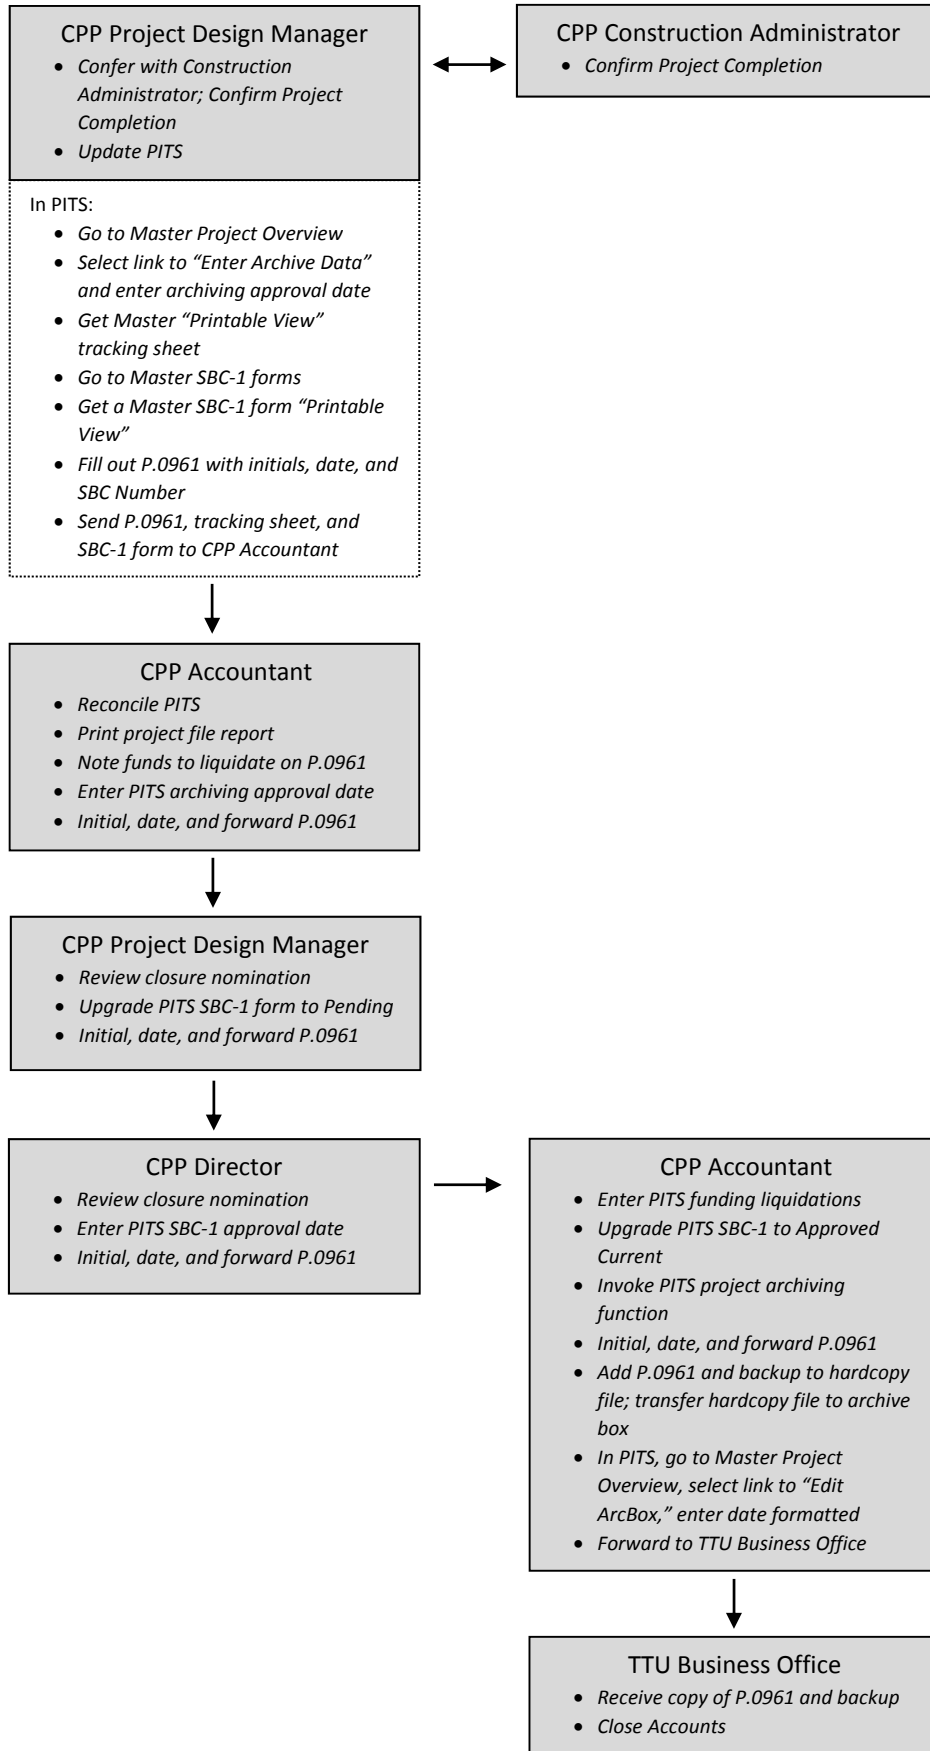 CPP Project Design Manager
• Confer with Construction
Administrator; Confirm Project
Completion
• Update PITS
CPP Construction Administrator
• Confirm Project Completion
In PITS:
• Go to Master Project Overview
• Select link to “Enter Archive Data”
and enter archiving approval date
• Get Master “Printable View”
tracking sheet
• Go to Master SBC-1 forms
• Get a Master SBC-1 form “Printable
View”
• Fill out P.0961 with initials, date, and
SBC Number
• Send P.0961, tracking sheet, and
SBC-1 form to CPP Accountant
CPP Accountant
• Reconcile PITS
• Print project file report
• Note funds to liquidate on P.0961
• Enter PITS archiving approval date
• Initial, date, and forward P.0961
CPP Project Design Manager
• Review closure nomination
• Upgrade PITS SBC-1 form to Pending
• Initial, date, and forward P.0961
CPP Director
• Review closure nomination
• Enter PITS SBC-1 approval date
• Initial, date, and forward P.0961
CPP Accountant
• Enter PITS funding liquidations
• Upgrade PITS SBC-1 to Approved
Current
• Invoke PITS project archiving
function
• Initial, date, and forward P.0961
• Add P.0961 and backup to hardcopy
file; transfer hardcopy file to archive
box
• In PITS, go to Master Project
Overview, select link to “Edit
ArcBox,” enter date formatted
• Forward to TTU Business Office
TTU Business Office
• Receive copy of P.0961 and backup
• Close Accounts